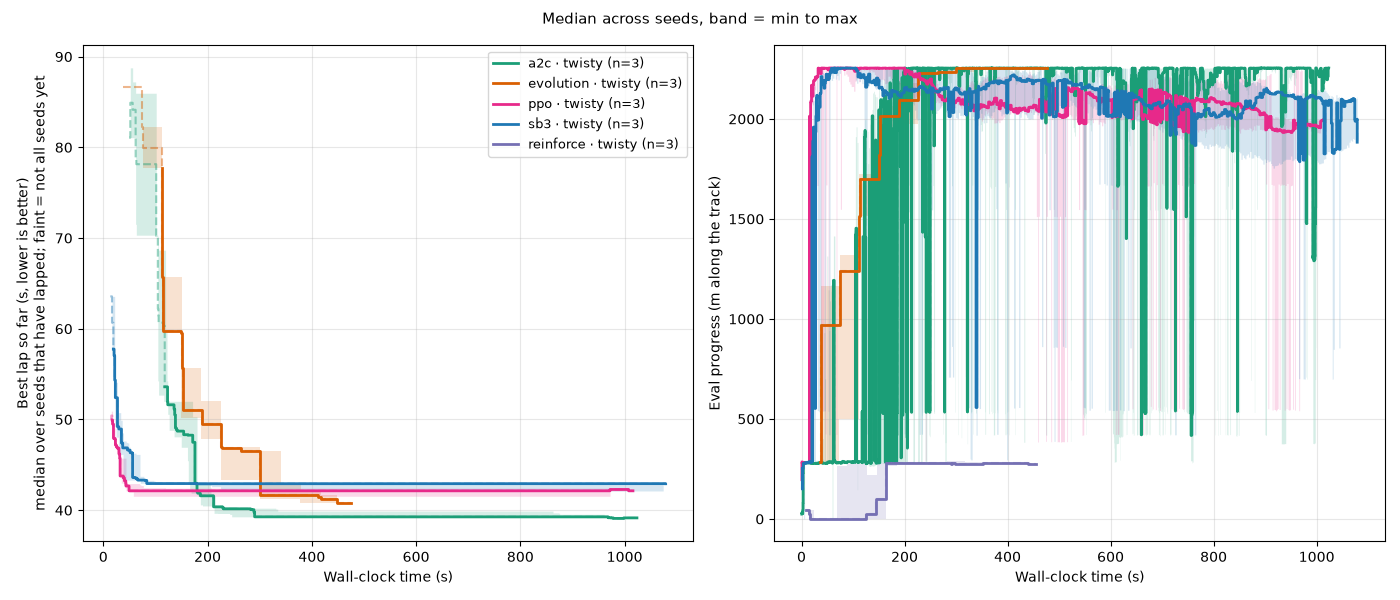 Median across seeds, band = min to max
Best lap so far (s, lower is better)
median over seeds that have lapped; faint = not all seeds yet
90
80
70
60
50
40
a2c · twisty (n=3)
evolution · twisty (n=3)
ppo · twisty (n=3)
sb3 · twisty (n=3)
reinforce · twisty (n=3)
0 200 400 600 800 1000
Wall-clock time (s)
Eval progress (m along the track)
2000
1500
1000
500
0
0 200 400 600 800 1000
Wall-clock time (s)